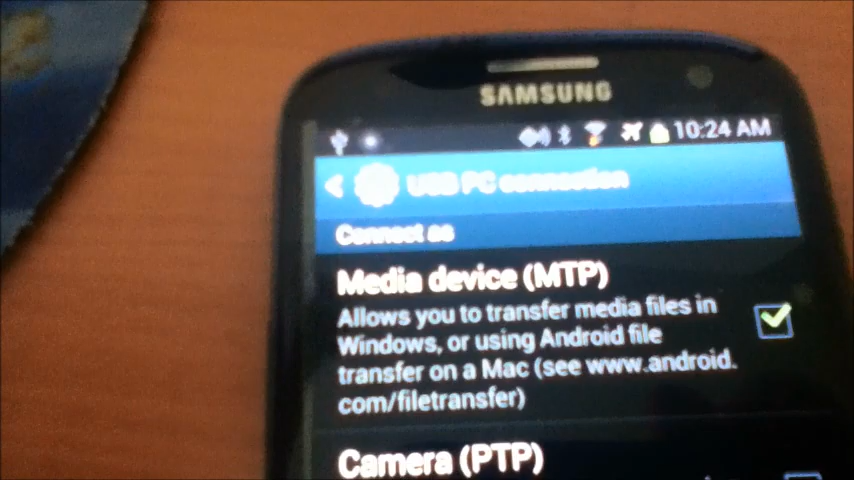 SAMSUNG
10:24 AM
USB PC connection
Connect as
Media device (MTP)
Allows you to transfer media files in
Windows, or using Android file
transfer on a Mac (see www.android.
com/filetransfer)
Camera (PTP)